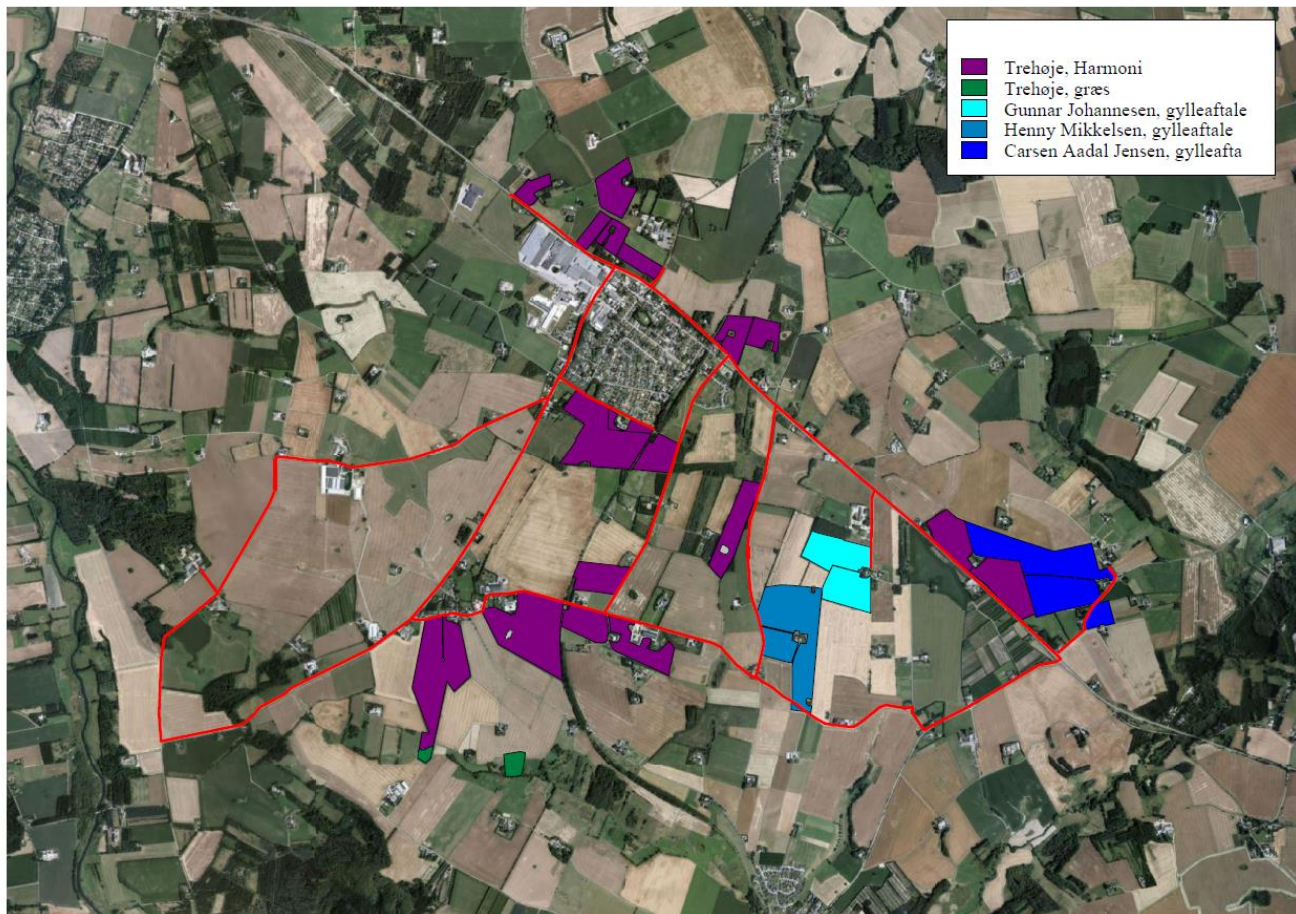 Trehøje, Harmoni
Trehøje, græs
Gunnar Johannesen, gylleaftale
Henny Mikkelsen, gylleaftale
Carsen Aadal Jensen, gylleafta